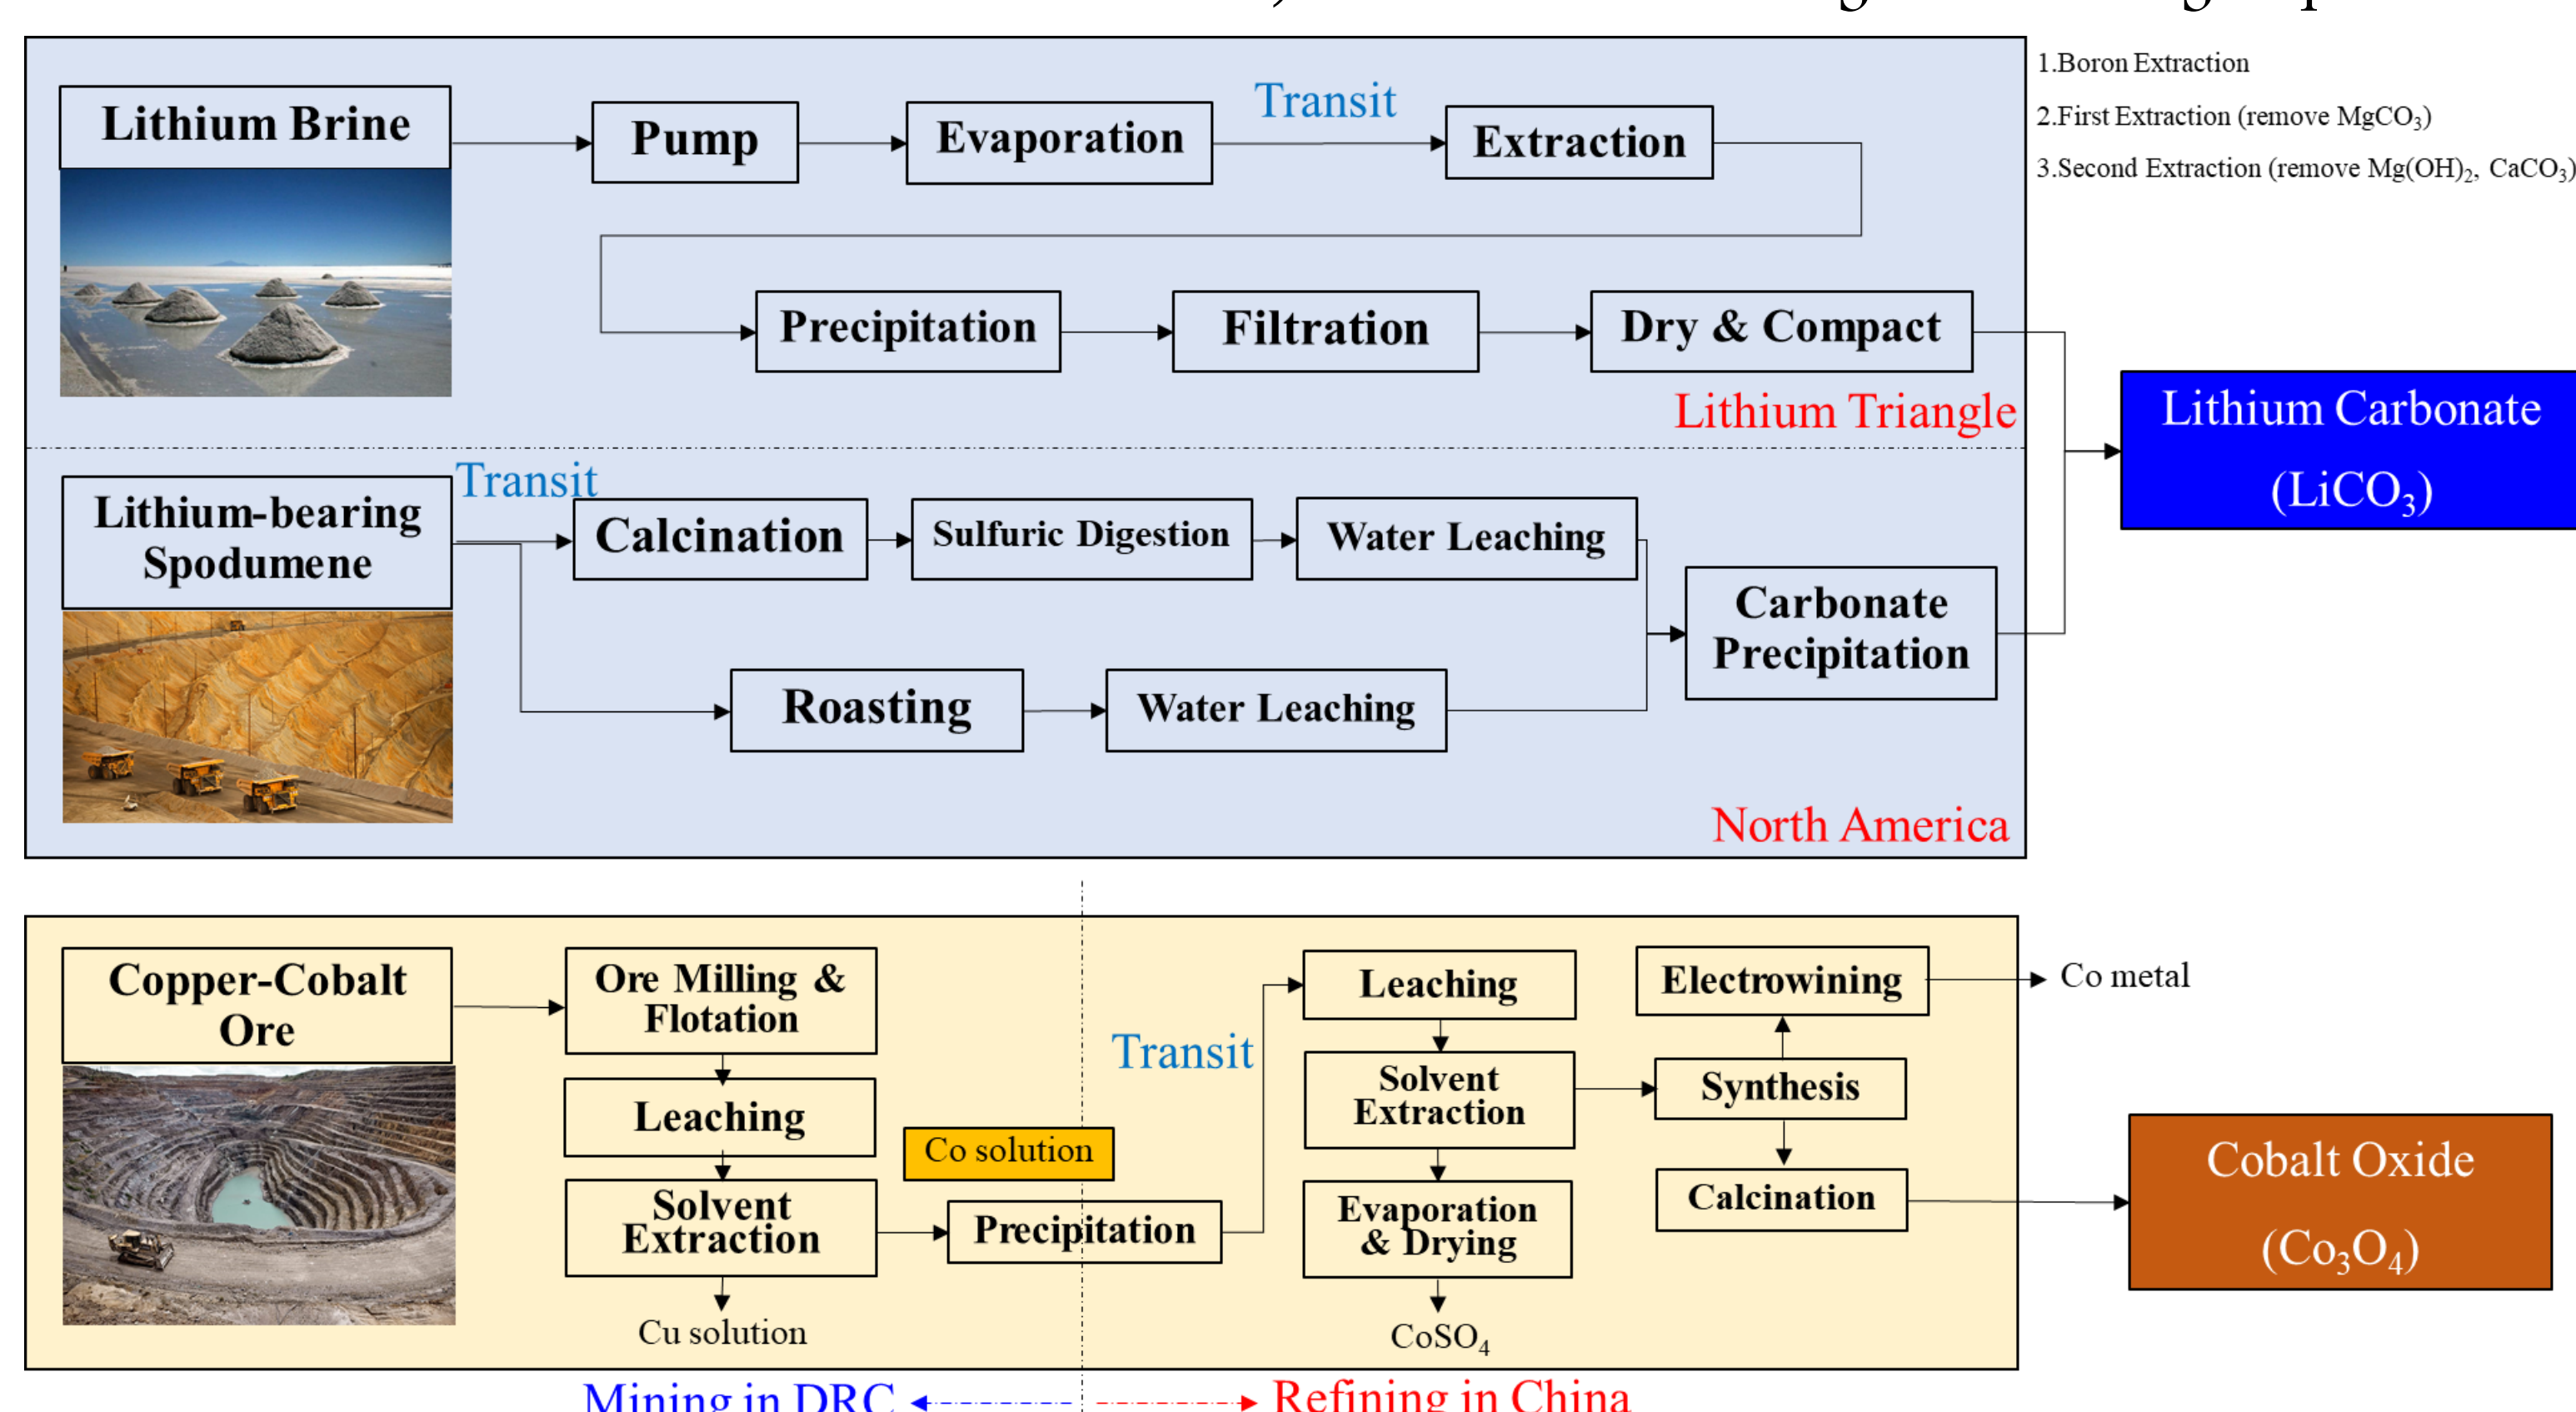 Lithium Brine
Pump
Evaporation
Transit
Extraction
1.Boron Extraction
2.First Extraction (remove MgCO₃)
3.Second Extraction (remove Mg(OH)₂, CaCO₃)
Precipitation
Filtration
Dry & Compact
Lithium Triangle
Lithium Carbonate
(LiCO₃)
Transit
Lithium-bearing
Spodumene
Calcination
Sulfuric Digestion
Water Leaching
Carbonate
Precipitation
Roasting
Water Leaching
North America
Copper-Cobalt
Ore
Ore Milling &
Flotation
Leaching
Solvent
Extraction
Cu solution
Co solution
Precipitation
Transit
Leaching
Solvent
Extraction
Evaporation
& Drying
CoSO₄
Electrowining
Co metal
Synthesis
Calcination
Cobalt Oxide
(Co₃O₄)
Mining in DRC
Refining in China